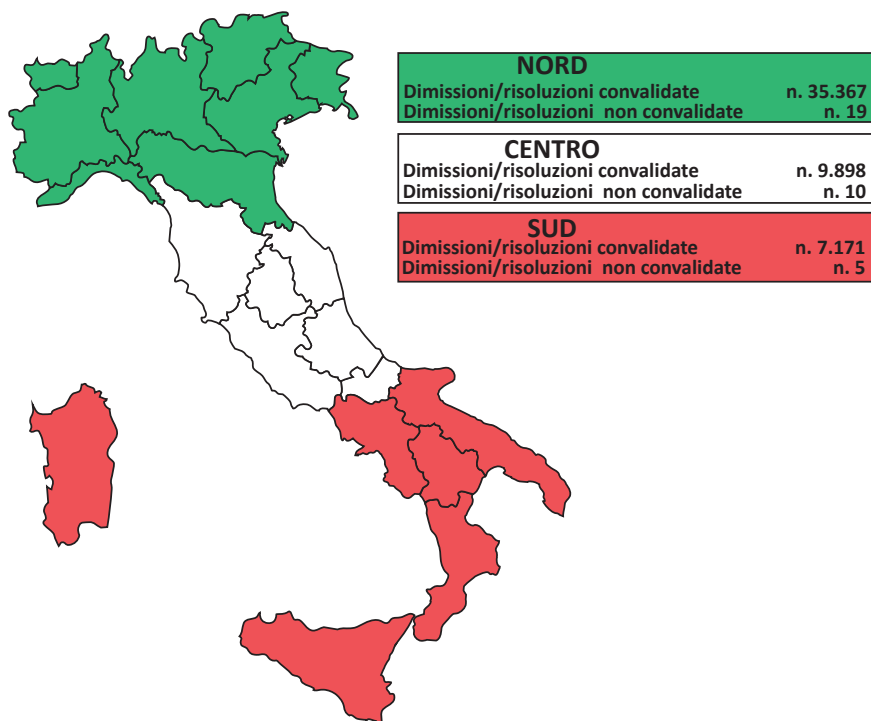 NORD
Dimissioni/risoluzioni convalidate n. 35.367
Dimissioni/risoluzioni non convalidate n. 19
CENTRO
Dimissioni/risoluzioni convalidate n. 9.898
Dimissioni/risoluzioni non convalidate n. 10
SUD
Dimissioni/risoluzioni convalidate n. 7.171
Dimissioni/risoluzioni non convalidate n. 5